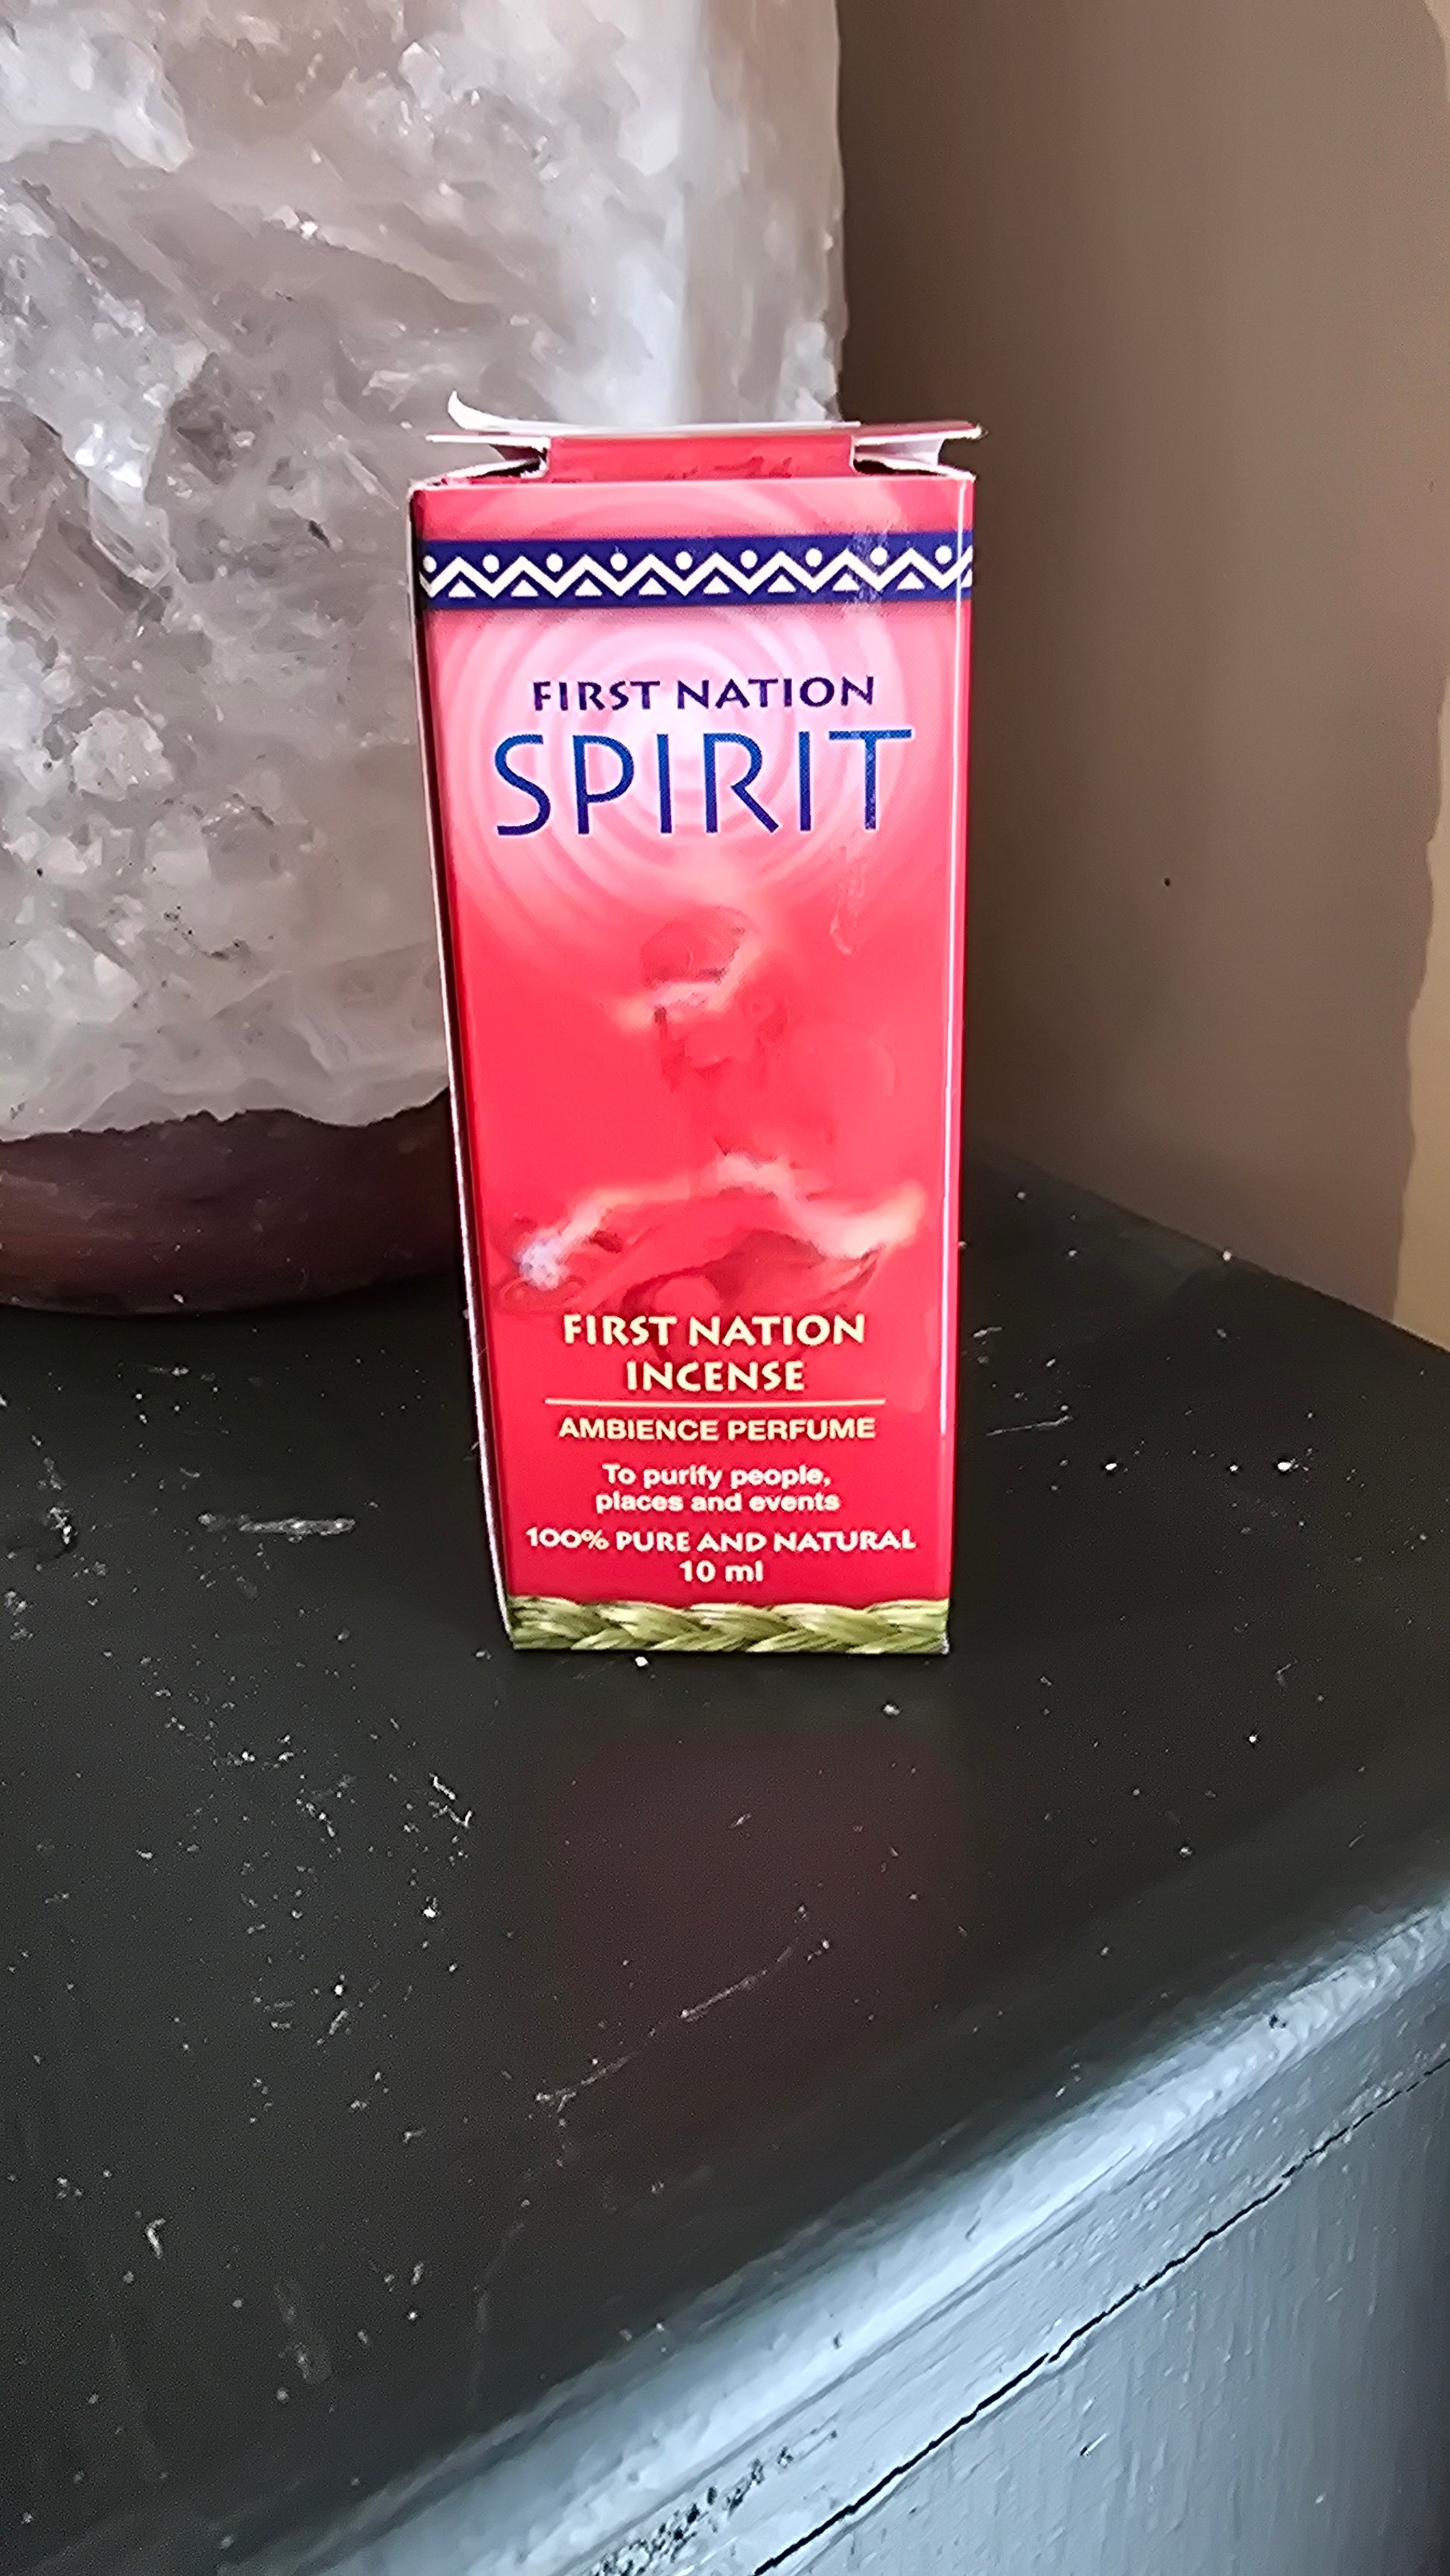 FIRST NATION
SPIRIT
FIRST NATION
INCENSE
AMBIENCE PERFUME
To purify people,
places and events
100% PURE AND NATURAL
10 ml